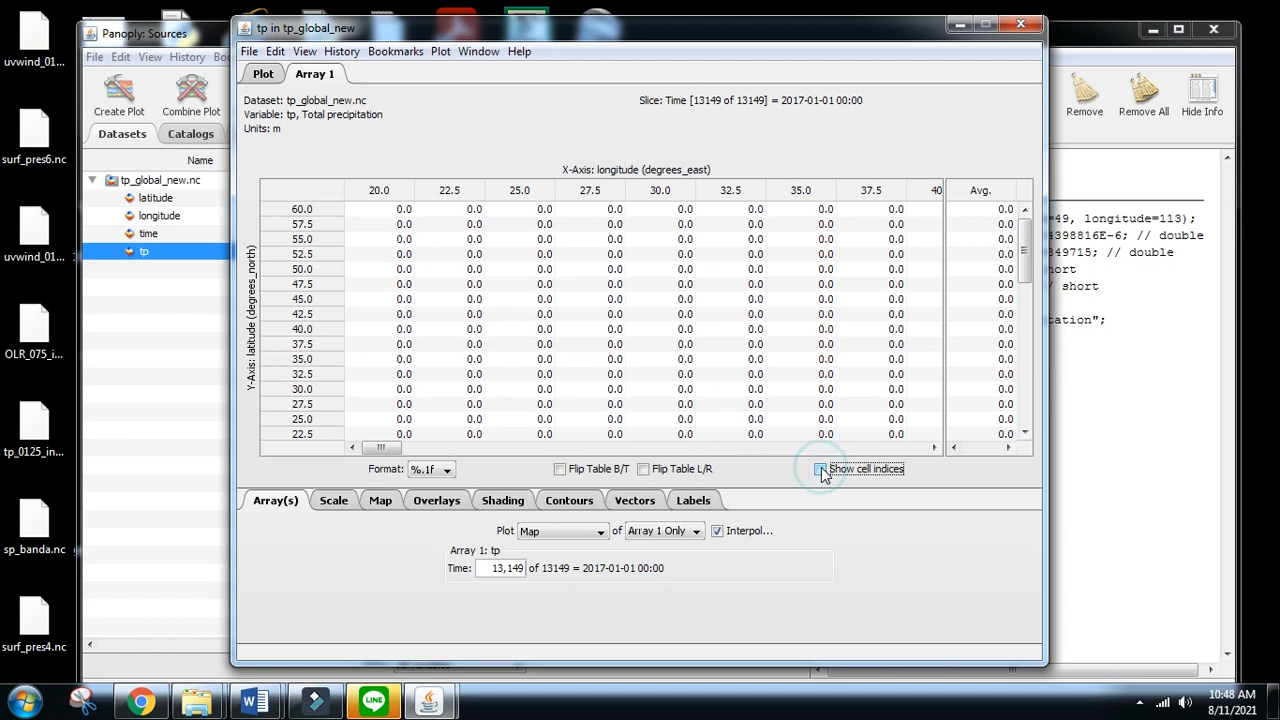 tp in tp_global_new
Panoply: Sources
File Edit View History Bookmarks Plot Window Help
File Edit View History Bo
Plot Array 1
Create Plot Combine Plot
Remove Remove All Hide Info
Datasets Catalogs
Name
tp_global_new.nc
latitude
longitude
time
tp
Dataset: tp_global_new.nc
Variable: tp, Total precipitation
Units: m
Slice: Time [13149 of 13149] = 2017-01-01 00:00
X-Axis: longitude (degrees_east)
Y-Axis: latitude (degrees_north)
20.0 22.5 25.0 27.5 30.0 32.5 35.0 37.5 40 Avg.
60.0 0.0 0.0 0.0 0.0 0.0 0.0 0.0 0.0 0.0
57.5 0.0 0.0 0.0 0.0 0.0 0.0 0.0 0.0 0.0
55.0 0.0 0.0 0.0 0.0 0.0 0.0 0.0 0.0 0.0
52.5 0.0 0.0 0.0 0.0 0.0 0.0 0.0 0.0 0.0
50.0 0.0 0.0 0.0 0.0 0.0 0.0 0.0 0.0 0.0
47.5 0.0 0.0 0.0 0.0 0.0 0.0 0.0 0.0 0.0
45.0 0.0 0.0 0.0 0.0 0.0 0.0 0.0 0.0 0.0
42.5 0.0 0.0 0.0 0.0 0.0 0.0 0.0 0.0 0.0
40.0 0.0 0.0 0.0 0.0 0.0 0.0 0.0 0.0 0.0
37.5 0.0 0.0 0.0 0.0 0.0 0.0 0.0 0.0 0.0
35.0 0.0 0.0 0.0 0.0 0.0 0.0 0.0 0.0 0.0
32.5 0.0 0.0 0.0 0.0 0.0 0.0 0.0 0.0 0.0
30.0 0.0 0.0 0.0 0.0 0.0 0.0 0.0 0.0 0.0
27.5 0.0 0.0 0.0 0.0 0.0 0.0 0.0 0.0 0.0
25.0 0.0 0.0 0.0 0.0 0.0 0.0 0.0 0.0 0.0
22.5 0.0 0.0 0.0 0.0 0.0 0.0 0.0 0.0 0.0
Format: %.1f Flip Table B/T Flip Table L/R Show cell indices
Array(s) Scale Map Overlays Shading Contours Vectors Labels
Plot Map of Array 1 Only Interpol...
Array 1: tp
Time: 13,149 of 13149 = 2017-01-01 00:00
=49, longitude=113);
4398816E-6; // double
849715; // double
hort
/ short
tation";
uvwind_01...
surf_pres6.nc
uvwind_01...
OLR_075_i...
tp_0125_in...
sp_banda.nc
surf_pres4.nc
10:48 AM
8/11/2021
LINE